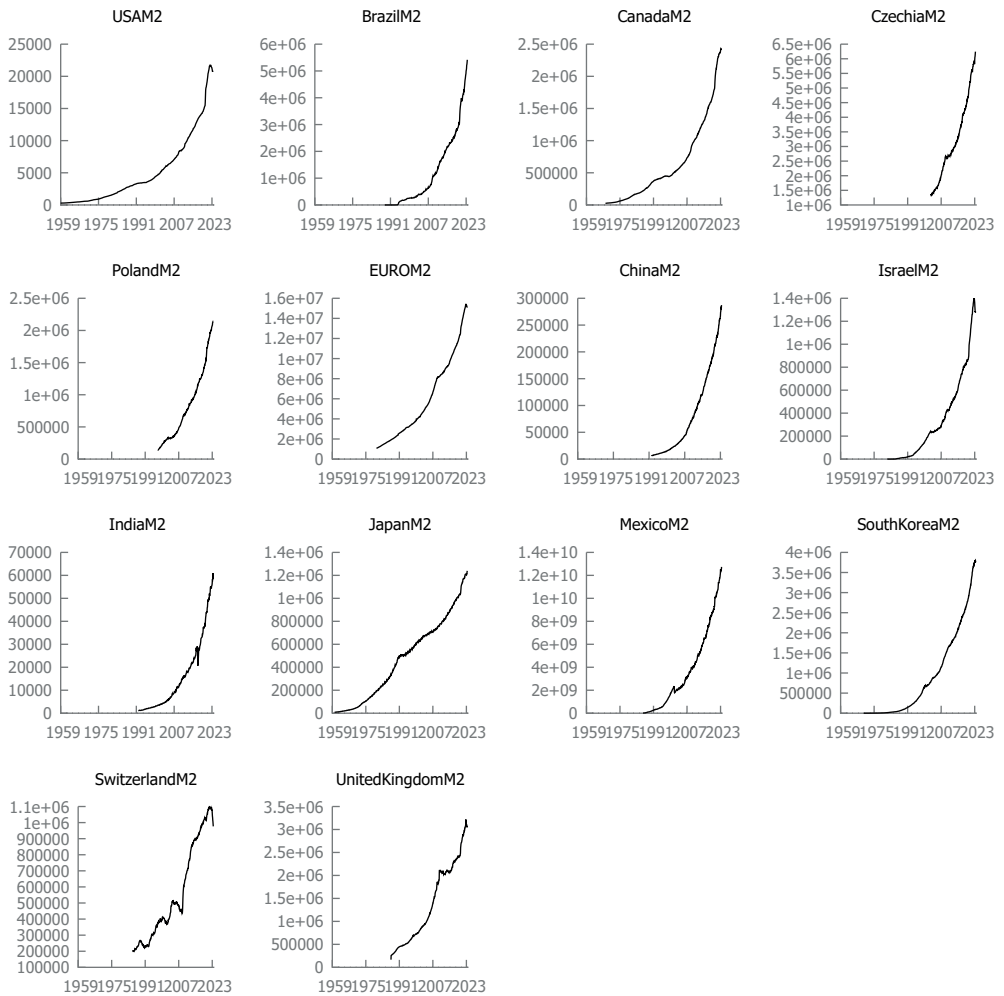 USAM2
25000
20000
15000
10000
5000
0
1959 1975 1991 2007 2023
BrazilM2
6e+06
5e+06
4e+06
3e+06
2e+06
1e+06
0
1959 1975 1991 2007 2023
CanadaM2
2.5e+06
2e+06
1.5e+06
1e+06
500000
0
1959 1975 1991 2007 2023
CzechiaM2
6.5e+06
6e+06
5.5e+06
5e+06
4.5e+06
4e+06
3.5e+06
3e+06
2.5e+06
2e+06
1.5e+06
1e+06
1959 1975 1991 2007 2023
PolandM2
2.5e+06
2e+06
1.5e+06
1e+06
500000
0
1959 1975 1991 2007 2023
EUROM2
1.6e+07
1.4e+07
1.2e+07
1e+07
8e+06
6e+06
4e+06
2e+06
0
1959 1975 1991 2007 2023
ChinaM2
300000
250000
200000
150000
100000
50000
0
1959 1975 1991 2007 2023
IsraelM2
1.4e+06
1.2e+06
1e+06
800000
600000
400000
200000
0
1959 1975 1991 2007 2023
IndiaM2
70000
60000
50000
40000
30000
20000
10000
0
1959 1975 1991 2007 2023
JapanM2
1.4e+06
1.2e+06
1e+06
800000
600000
400000
200000
0
1959 1975 1991 2007 2023
MexicoM2
1.4e+10
1.2e+10
1e+10
8e+09
6e+09
4e+09
2e+09
0
1959 1975 1991 2007 2023
SouthKoreaM2
4e+06
3.5e+06
3e+06
2.5e+06
2e+06
1.5e+06
1e+06
500000
0
1959 1975 1991 2007 2023
SwitzerlandM2
1.1e+06
1e+06
900000
800000
700000
600000
500000
400000
300000
200000
100000
1959 1975 1991 2007 2023
UnitedKingdomM2
3.5e+06
3e+06
2.5e+06
2e+06
1.5e+06
1e+06
500000
0
1959 1975 1991 2007 2023